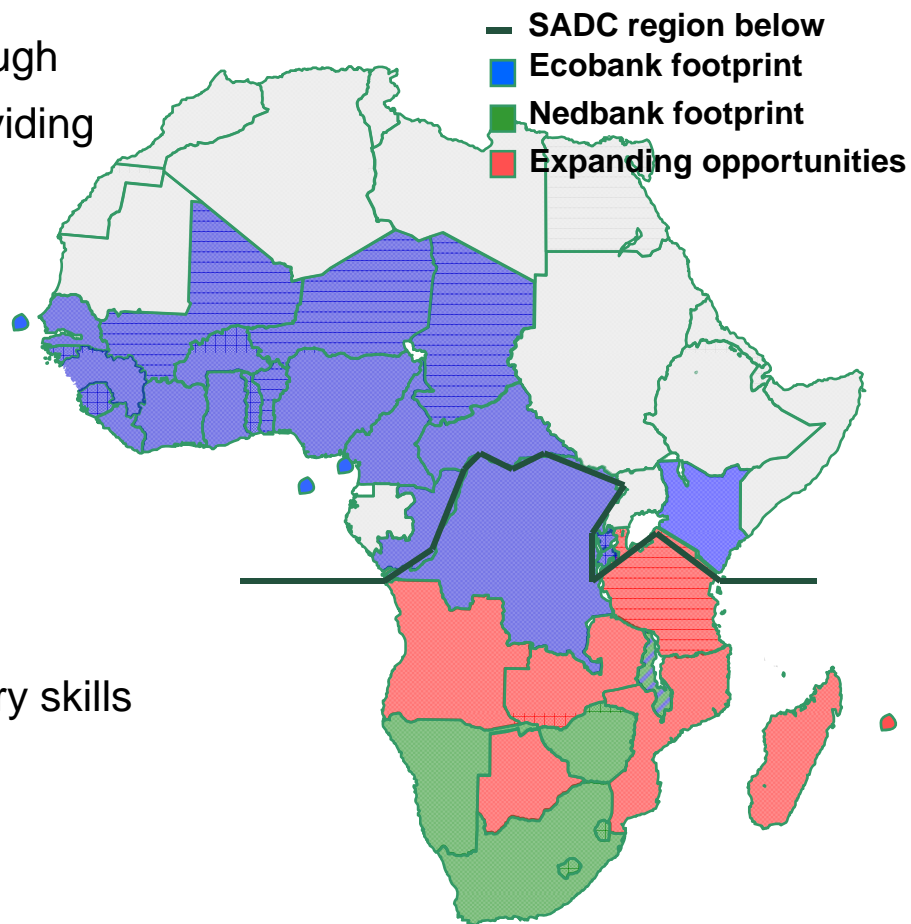 SADC region below
ugh
Ecobank footprint
viding
Nedbank footprint
Expanding opportunities
ry skills